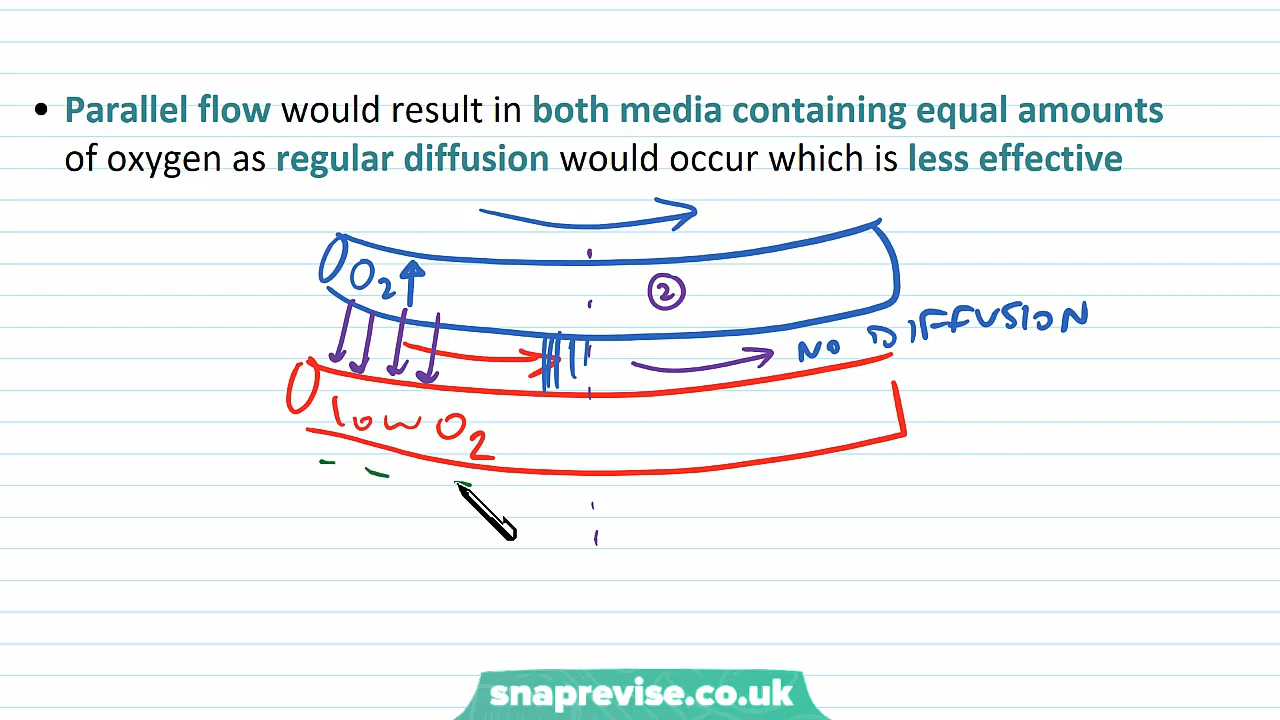 • Parallel flow would result in both media containing equal amounts
of oxygen as regular diffusion would occur which is less effective
O₂
2
NO DIFFUSION
low O₂
snaprevise.co.uk